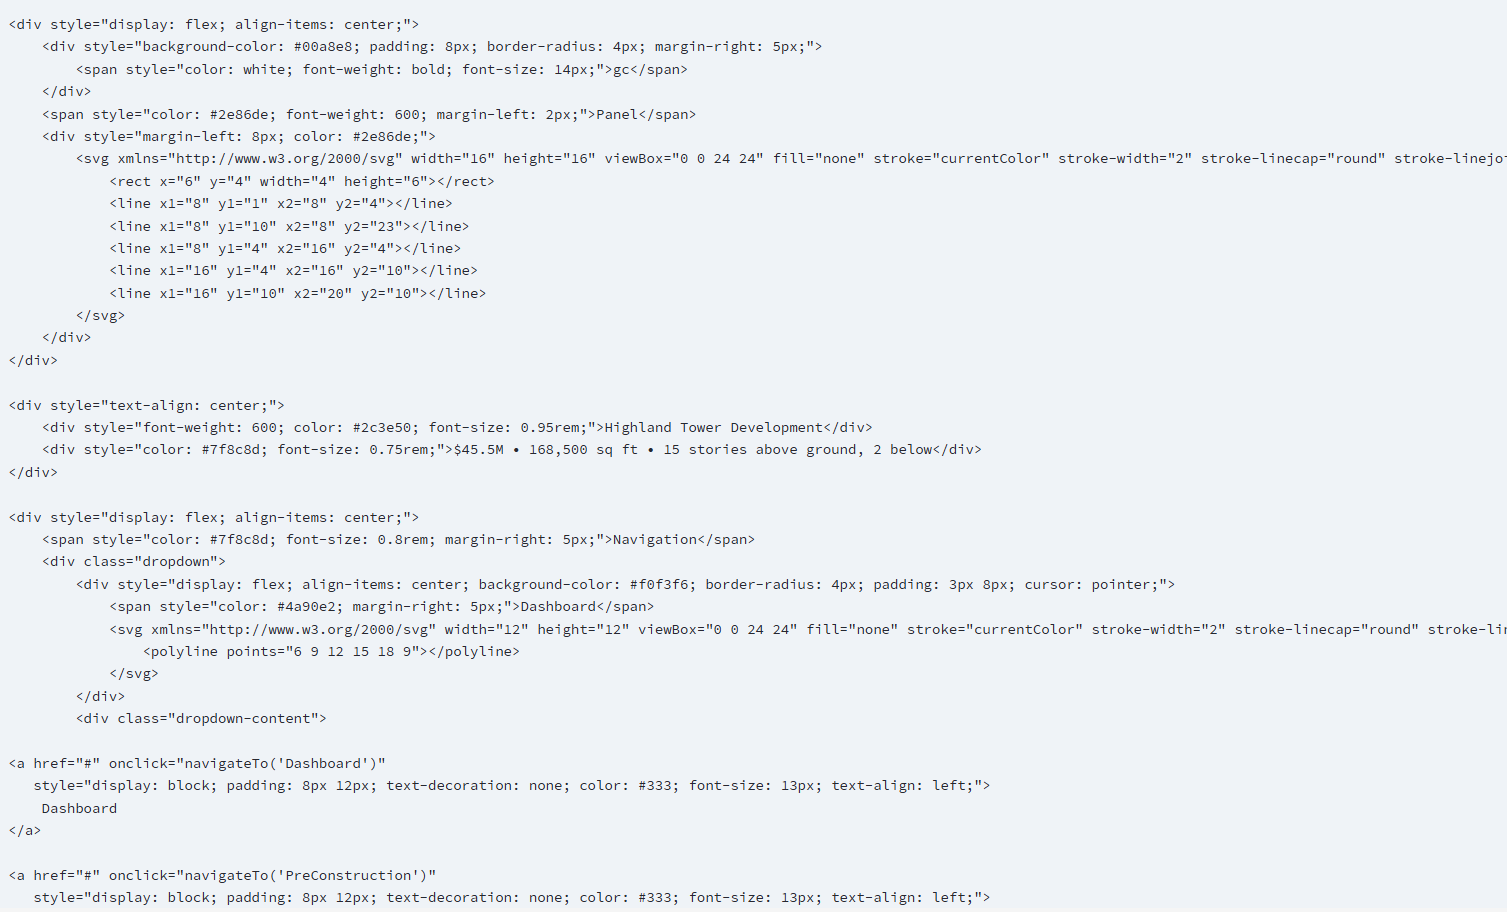 <div style="display: flex; align-items: center;">
    <div style="background-color: #00a8e8; padding: 8px; border-radius: 4px; margin-right: 5px;">
        <span style="color: white; font-weight: bold; font-size: 14px;">gc</span>
    </div>
    <span style="color: #2e86de; font-weight: 600; margin-left: 2px;">Panel</span>
    <div style="margin-left: 8px; color: #2e86de;">
        <svg xmlns="http://www.w3.org/2000/svg" width="16" height="16" viewBox="0 0 24 24" fill="none" stroke="currentColor" stroke-width="2" stroke-linecap="round" stroke-linejo
            <rect x="6" y="4" width="4" height="6"></rect>
            <line x1="8" y1="1" x2="8" y2="4"></line>
            <line x1="8" y1="10" x2="8" y2="23"></line>
            <line x1="8" y1="4" x2="16" y2="4"></line>
            <line x1="16" y1="4" x2="16" y2="10"></line>
            <line x1="16" y1="10" x2="20" y2="10"></line>
        </svg>
    </div>
</div>

<div style="text-align: center;">
    <div style="font-weight: 600; color: #2c3e50; font-size: 0.95rem;">Highland Tower Development</div>
    <div style="color: #7f8c8d; font-size: 0.75rem;">$45.5M • 168,500 sq ft • 15 stories above ground, 2 below</div>
</div>

<div style="display: flex; align-items: center;">
    <span style="color: #7f8c8d; font-size: 0.8rem; margin-right: 5px;">Navigation</span>
    <div class="dropdown">
        <div style="display: flex; align-items: center; background-color: #f0f3f6; border-radius: 4px; padding: 3px 8px; cursor: pointer;">
            <span style="color: #4a90e2; margin-right: 5px;">Dashboard</span>
            <svg xmlns="http://www.w3.org/2000/svg" width="12" height="12" viewBox="0 0 24 24" fill="none" stroke="currentColor" stroke-width="2" stroke-linecap="round" stroke-lin
                <polyline points="6 9 12 15 18 9"></polyline>
            </svg>
        </div>
        <div class="dropdown-content">

<a href="#" onclick="navigateTo('Dashboard')"
   style="display: block; padding: 8px 12px; text-decoration: none; color: #333; font-size: 13px; text-align: left;">
    Dashboard
</a>

<a href="#" onclick="navigateTo('PreConstruction')"
   style="display: block; padding: 8px 12px; text-decoration: none; color: #333; font-size: 13px; text-align: left;">